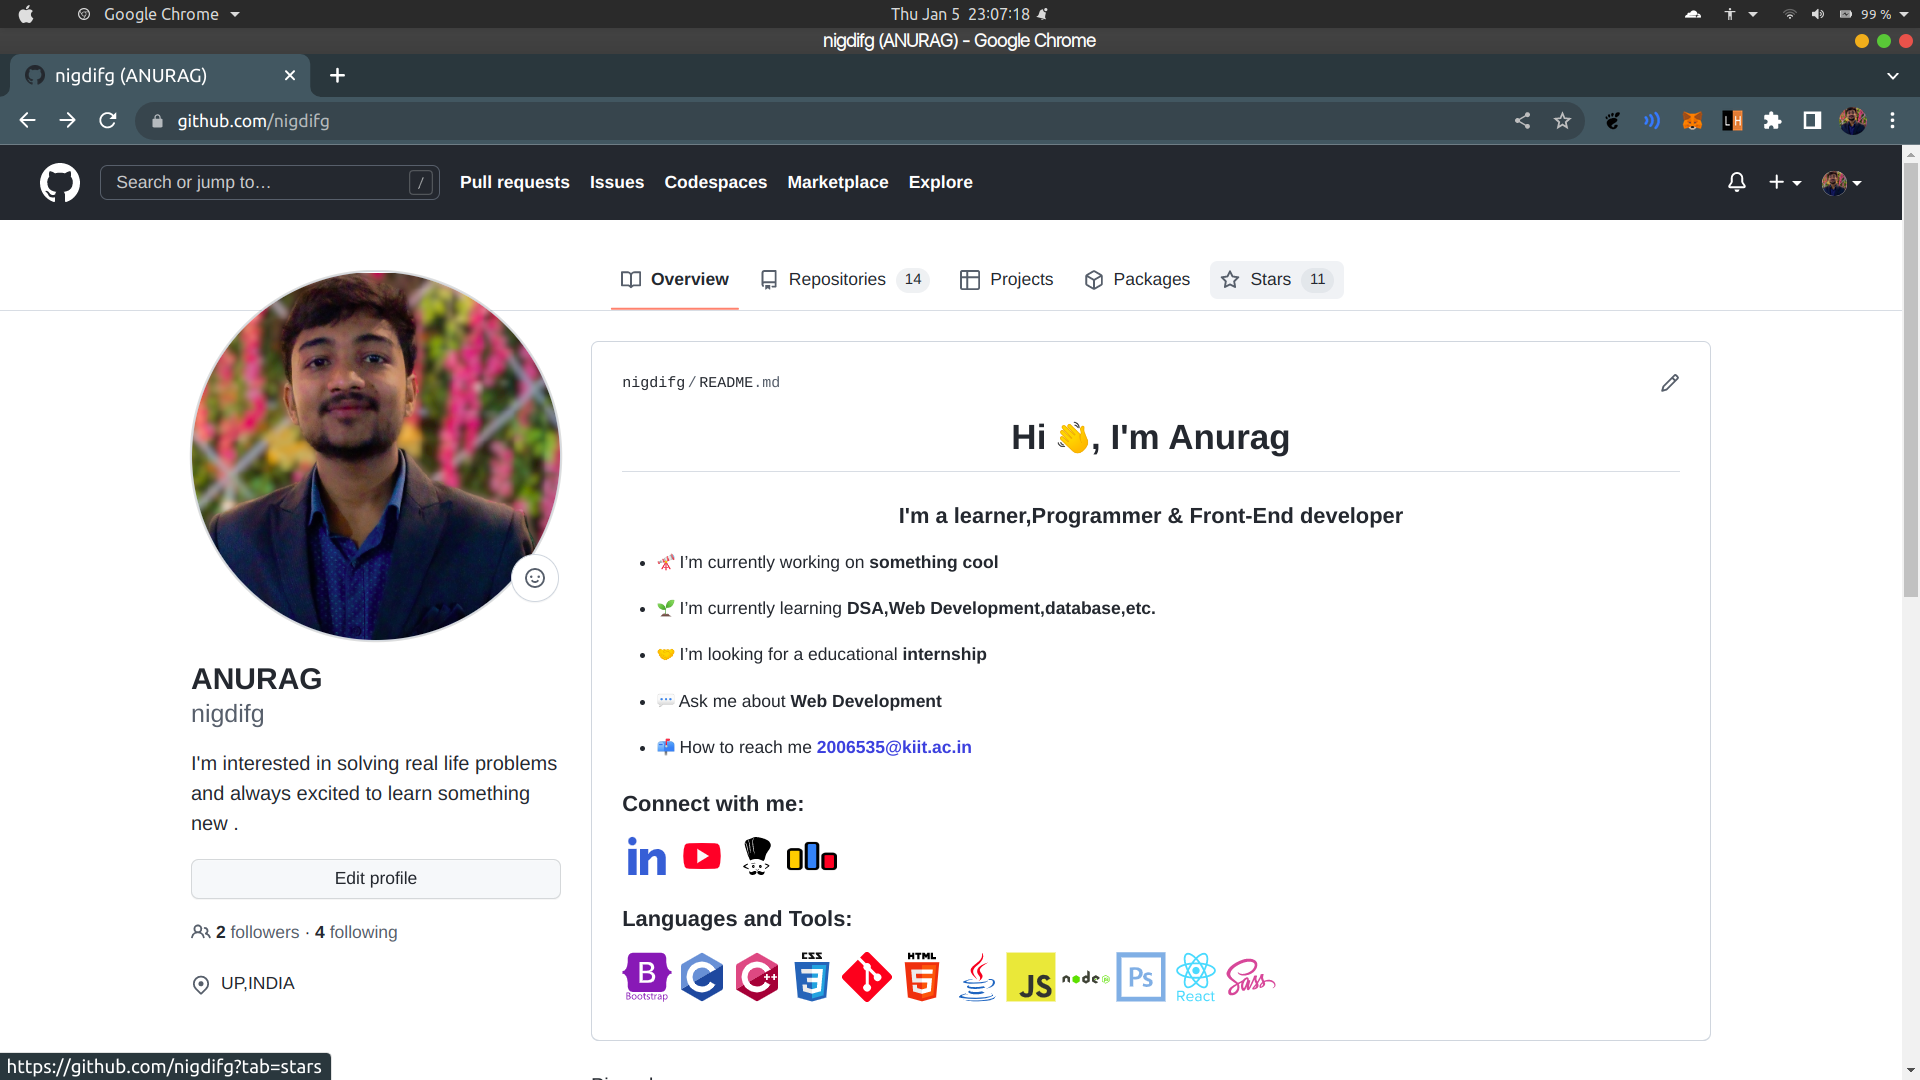 Google Chrome
Thu Jan 5 23:07:18
99 %
nigdifg (ANURAG) - Google Chrome
nigdifg (ANURAG)
github.com/nigdifg
LH
Search or jump to…
/
Pull requests
Issues
Codespaces
Marketplace
Explore
Overview
Repositories 14
Projects
Packages
Stars 11
nigdifg/README.md
Hi 👋, I'm Anurag
I'm a learner,Programmer & Front-End developer
• 🔭 I’m currently working on something cool
• 🌱 I’m currently learning DSA,Web Development,database,etc.
• 🤝 I’m looking for a educational internship
• 💬 Ask me about Web Development
• 📫 How to reach me 2006535@kiit.ac.in
Connect with me:
in
Languages and Tools:
B
Bootstrap
C
C++
CSS
3
HTML
5
JS
node
Ps
React
Sass
ANURAG
nigdifg
I'm interested in solving real life problems
and always excited to learn something
new .
Edit profile
2 followers · 4 following
UP,INDIA
https://github.com/nigdifg?tab=stars